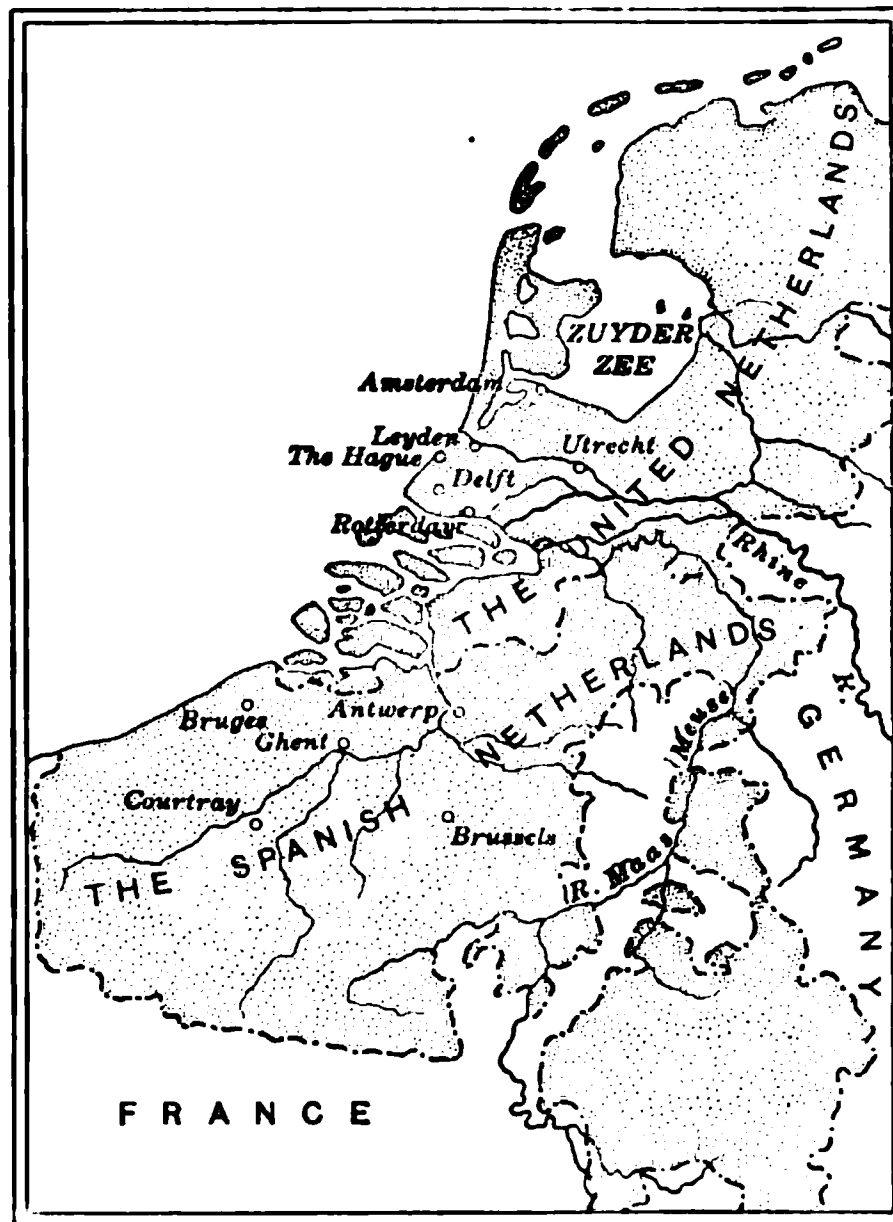 ZUYDER
ZEE
Amsterdam
Leyden
The Hague
Utrecht
Delft
Rotterdam
THE UNITED NETHERLANDS
Rhine
R.
THE SPANISH NETHERLANDS
GERMANY
Antwerp
Bruges
Ghent
Courtray
Brussels
Meuse
R. Maas
FRANCE